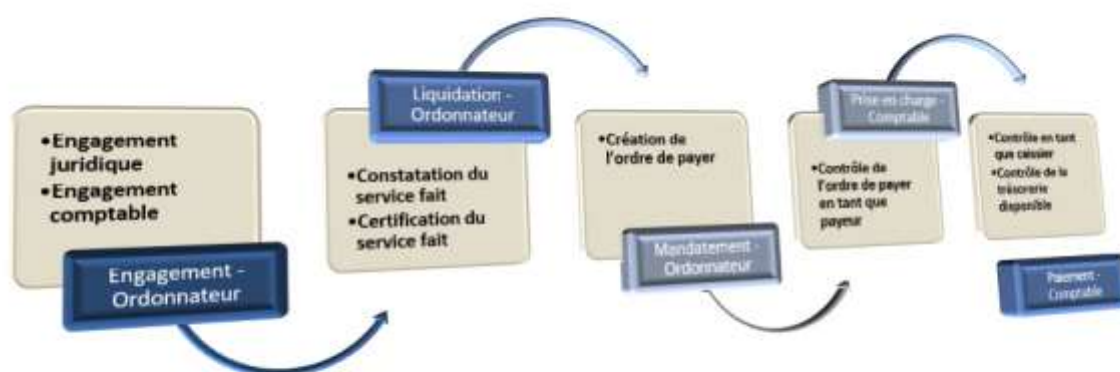 •Engagement
juridique
•Engagement
comptable
Engagement -
Ordonnateur
Liquidation -
Ordonnateur
•Constatation du
service fait
•Certification du
service fait
•Création de
l'ordre de payer
Mandatement -
Ordonnateur
Prise en charge -
Comptable
•Contrôle de
l'ordre de payer
en tant que
payeur
•Contrôle en tant
que caissier
•Contrôle de la
trésorerie
disponible
Paiement -
Comptable